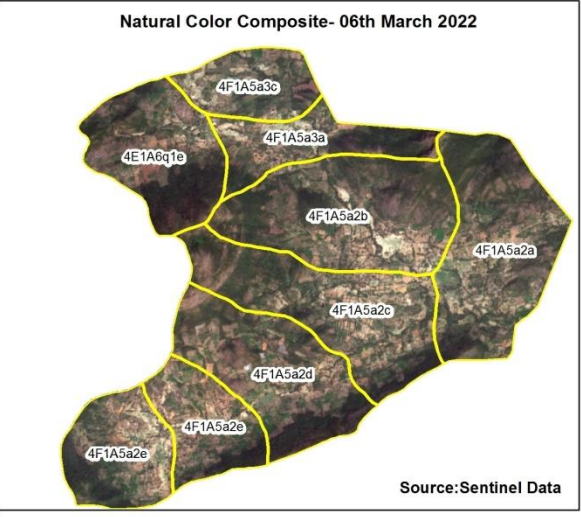 Natural Color Composite- 06th March 2022
4F1A5a3c
4F1A5a3a
4E1A6q1e
4F1A5a2b
4F1A5a2a
4F1A5a2c
4F1A5a2d
4F1A5a2e
4F1A5a2e
Source:Sentinel Data